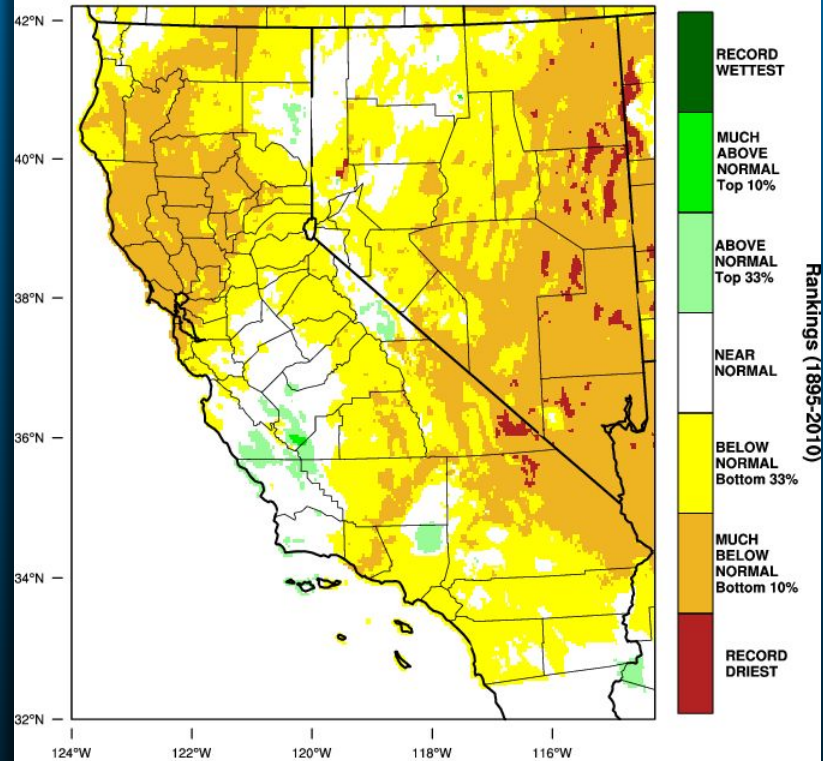 42°N
40°N
38°N
36°N
34°N
32°N
124°W
122°W
120°W
118°W
116°W
RECORD
WETTEST
MUCH
ABOVE
NORMAL
Top 10%
ABOVE
NORMAL
Top 33%
NEAR
NORMAL
BELOW
NORMAL
Bottom 33%
MUCH
BELOW
NORMAL
Bottom 10%
RECORD
DRIEST
Rankings (1895-2010)